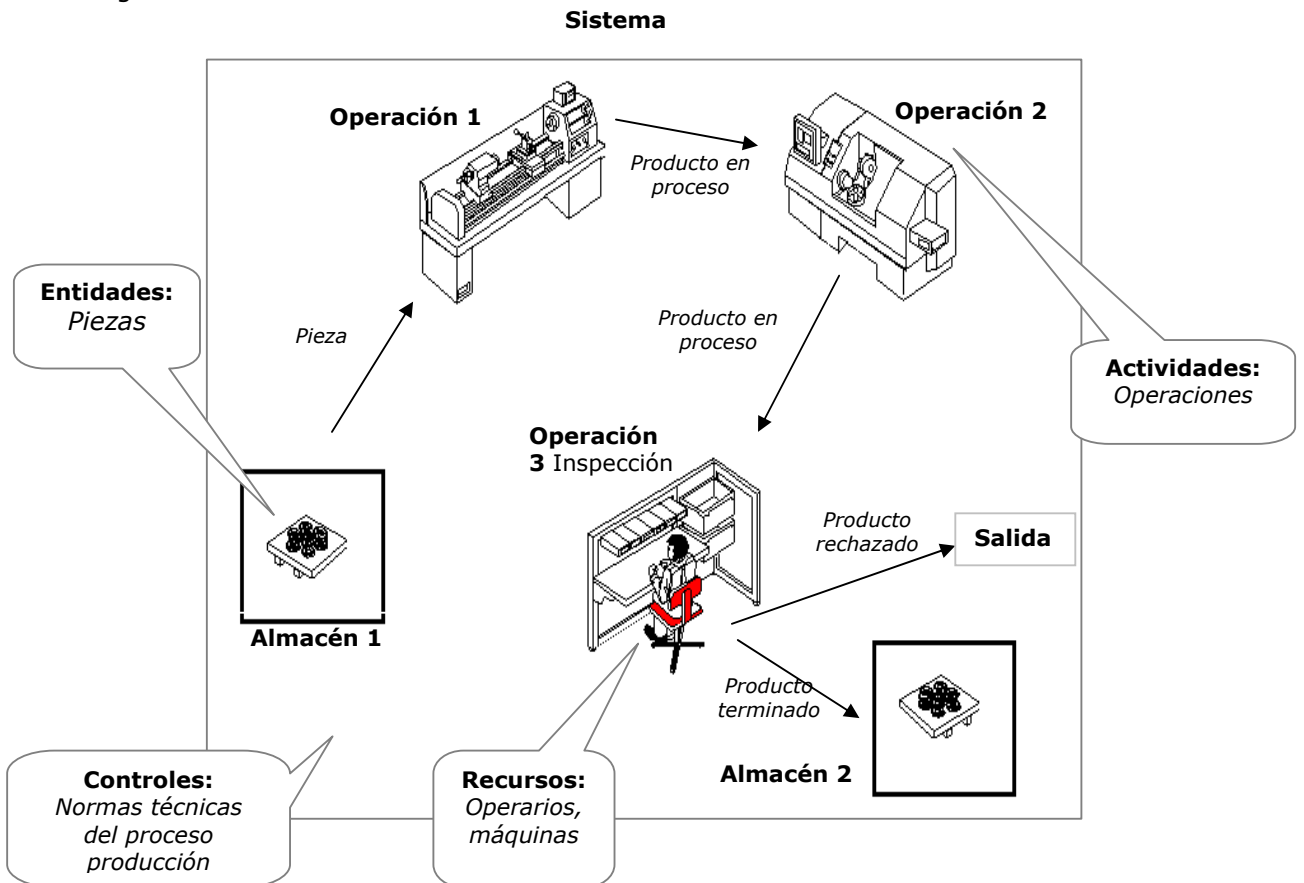 Sistema
Operación 1
Operación 2
Producto en
proceso
Entidades:
Piezas
Pieza
Producto en
proceso
Actividades:
Operaciones
Operación
3 Inspección
Producto
rechazado
Salida
Almacén 1
Producto
terminado
Almacén 2
Controles:
Normas técnicas
del proceso
producción
Recursos:
Operarios,
máquinas